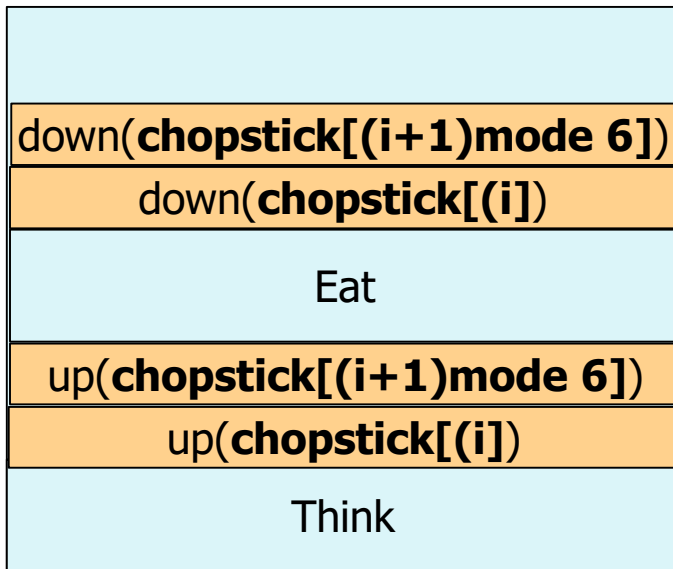 down(chopstick[(i+1)mode 6])
down(chopstick[(i])
Eat
up(chopstick[(i+1)mode 6])
up(chopstick[(i])
Think